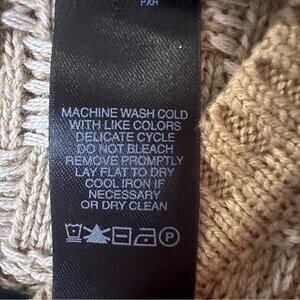 PXH
MACHINE WASH COLD
WITH LIKE COLORS
DELICATE CYCLE
DO NOT BLEACH
REMOVE PROMPTLY
LAY FLAT TO DRY
COOL IRON IF
NECESSARY
OR DRY CLEAN
P